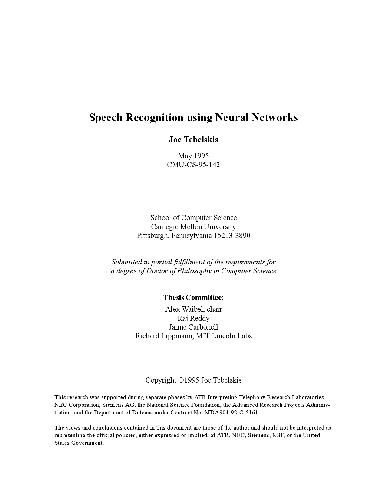 Speech Recognition using Neural Networks
Joe Tebelskis
May 1995
CMU-CS-95-142
School of Computer Science
Carnegie Mellon University
Pittsburgh, Pennsylvania 15213-3890
Submitted in partial fulfillment of the requirements for
a degree of Doctor of Philosophy in Computer Science
Thesis Committee:
Alex Waibel, chair
Raj Reddy
Jaime Carbonell
Richard Lippmann, MIT Lincoln Labs
Copyright ©1995 Joe Tebelskis
This research was supported during separate phases by ATR Interpreting Telephony Research Laboratories,
NEC Corporation, Siemens AG, the National Science Foundation, the Advanced Research Projects Adminis-
tration, and the Department of Defense under Contract No.
The views and conclusions contained in this document are those of the author and should not be interpreted as
representing the official policies, either expressed or implied, of ATR, NEC, Siemens, NSF, or the United
States Government.